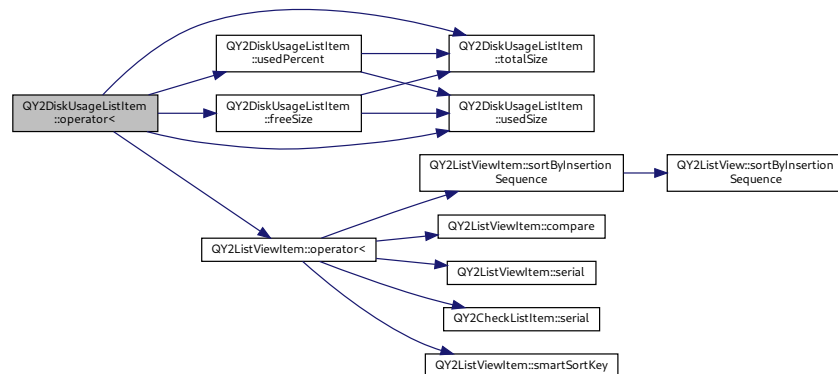 QY2DiskUsageListItem
::operator<
QY2DiskUsageListItem
::usedPercent
QY2DiskUsageListItem
::freeSize
QY2DiskUsageListItem
::totalSize
QY2DiskUsageListItem
::usedSize
QY2ListViewItem::operator<
QY2ListViewItem::sortByInsertion
Sequence
QY2ListView::sortByInsertion
Sequence
QY2ListViewItem::compare
QY2ListViewItem::serial
QY2CheckListItem::serial
QY2ListViewItem::smartSortKey